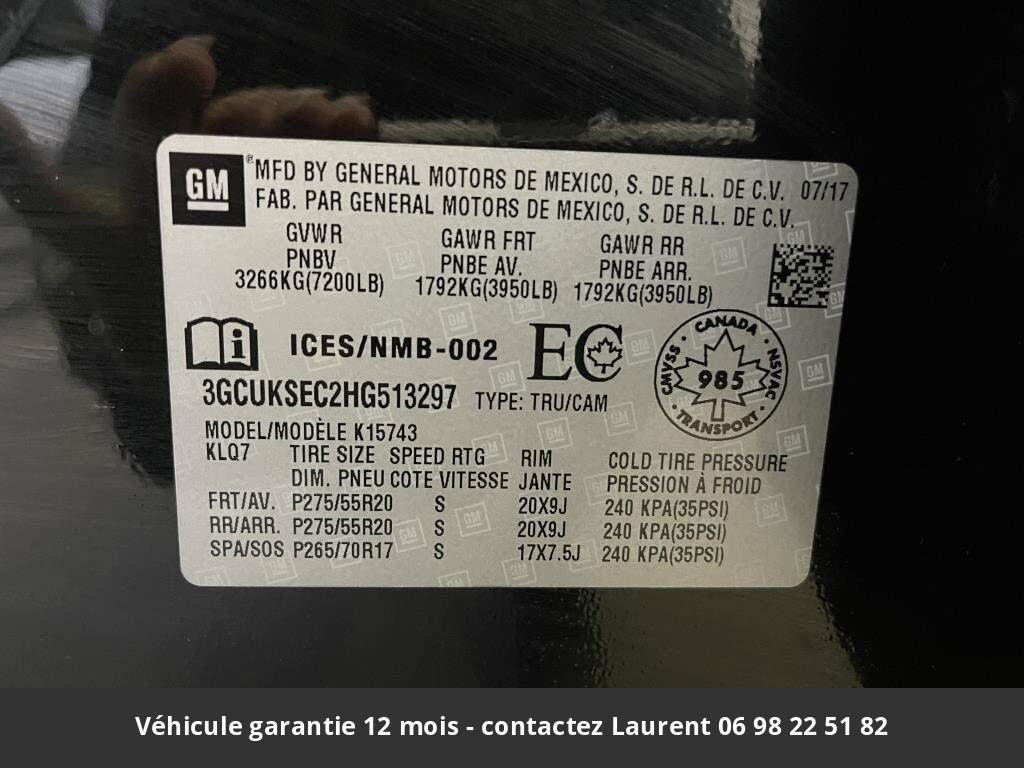 GM
® MFD BY GENERAL MOTORS DE MEXICO, S. DE R.L. DE C.V. 07/17
FAB. PAR GENERAL MOTORS DE MEXICO, S. DE R.L. DE C.V.
GVWR GAWR FRT GAWR RR
PNBV PNBE AV. PNBE ARR.
3266KG(7200LB) 1792KG(3950LB) 1792KG(3950LB)
i ICES/NMB-002 EC
CANADA · NSVAC · TRANSPORT · CMVSS ·
985
3GCUKSEC2HG513297 TYPE: TRU/CAM
MODEL/MODÈLE K15743
KLQ7 TIRE SIZE SPEED RTG RIM COLD TIRE PRESSURE
DIM. PNEU COTE VITESSE JANTE PRESSION À FROID
FRT/AV. P275/55R20 S 20X9J 240 KPA(35PSI)
RR/ARR. P275/55R20 S 20X9J 240 KPA(35PSI)
SPA/SOS P265/70R17 S 17X7.5J 240 KPA(35PSI)
Véhicule garantie 12 mois - contactez Laurent 06 98 22 51 82